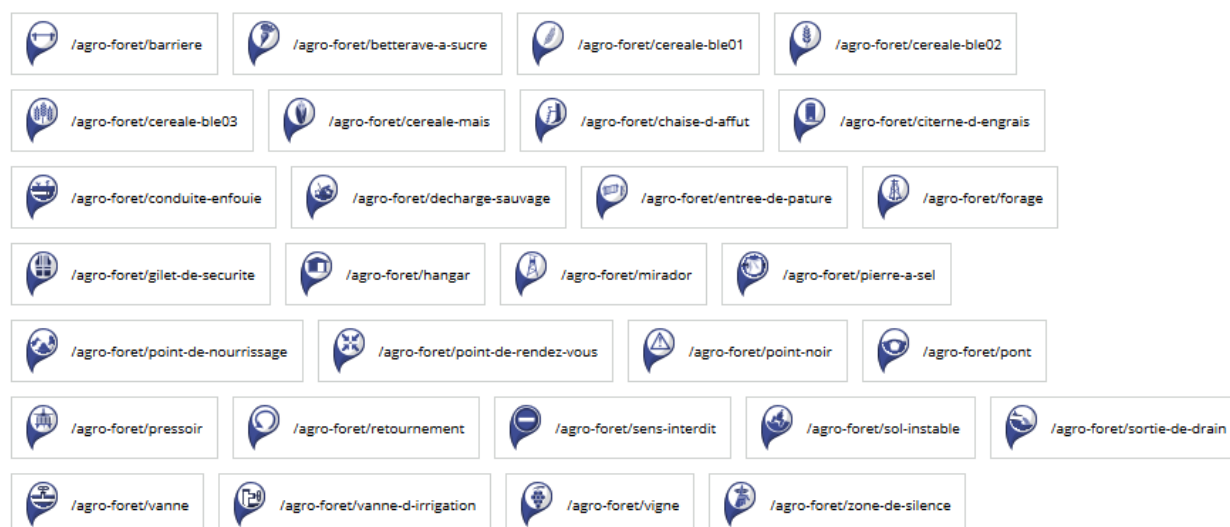 /agro-foret/barriere
/agro-foret/betterave-a-sucre
/agro-foret/cereale-ble01
/agro-foret/cereale-ble02
/agro-foret/cereale-ble03
/agro-foret/cereale-mais
/agro-foret/chaise-d-affut
/agro-foret/citerne-d-engrais
/agro-foret/conduite-enfouie
/agro-foret/decharge-sauvage
/agro-foret/entree-de-pature
/agro-foret/forage
/agro-foret/gilet-de-securite
/agro-foret/hangar
/agro-foret/mirador
/agro-foret/pierre-a-sel
/agro-foret/point-de-nourrissage
/agro-foret/point-de-rendez-vous
/agro-foret/point-noir
/agro-foret/pont
/agro-foret/pressoir
/agro-foret/retournement
/agro-foret/sens-interdit
/agro-foret/sol-instable
/agro-foret/sortie-de-drain
/agro-foret/vanne
/agro-foret/vanne-d-irrigation
/agro-foret/vigne
/agro-foret/zone-de-silence